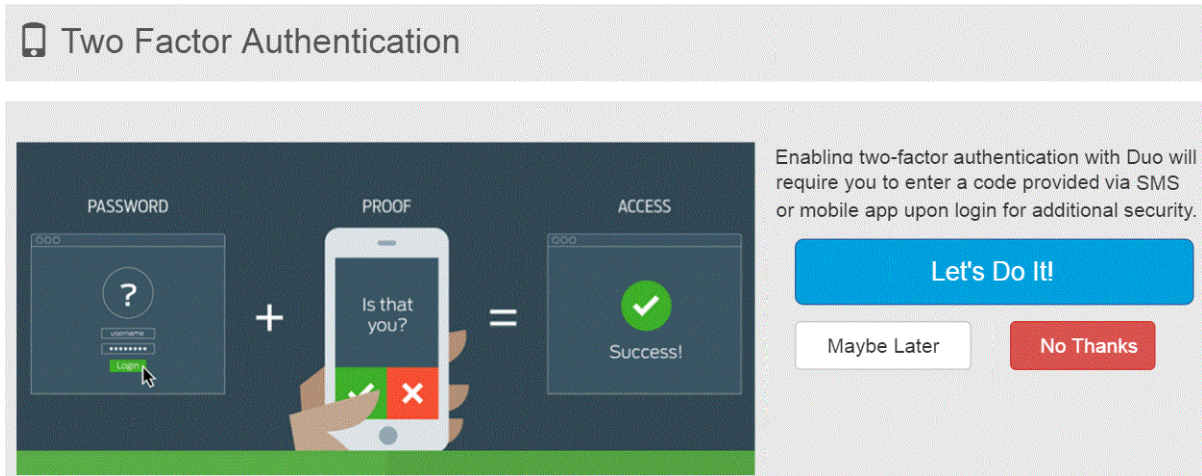 Two Factor Authentication
PASSWORD
PROOF
ACCESS
?
username
Login
+
Is that
you?
=
Success!
Enabling two-factor authentication with Duo will
require you to enter a code provided via SMS
or mobile app upon login for additional security.
Let's Do It!
Maybe Later
No Thanks